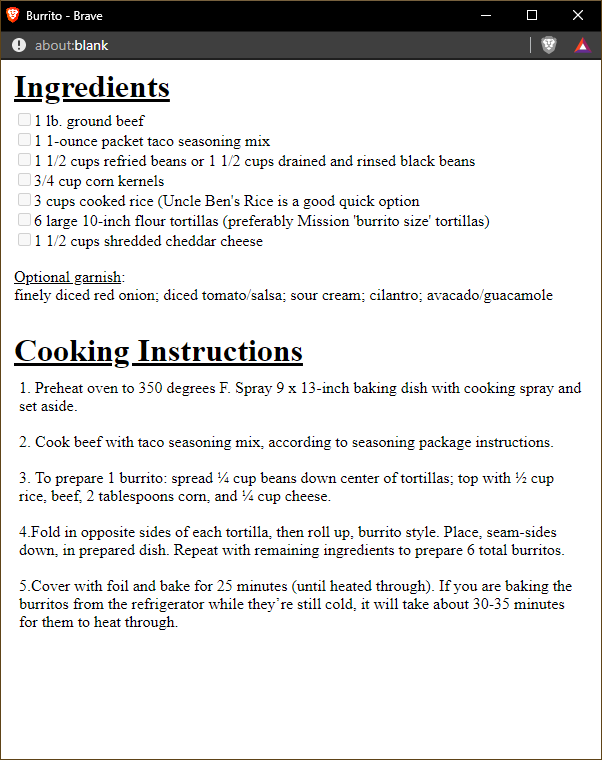 Burrito - Brave
about:blank
Ingredients
1 lb. ground beef
1 1-ounce packet taco seasoning mix
1 1/2 cups refried beans or 1 1/2 cups drained and rinsed black beans
3/4 cup corn kernels
3 cups cooked rice (Uncle Ben's Rice is a good quick option
6 large 10-inch flour tortillas (preferably Mission 'burrito size' tortillas)
1 1/2 cups shredded cheddar cheese
Optional garnish:
finely diced red onion; diced tomato/salsa; sour cream; cilantro; avacado/guacamole
Cooking Instructions
1. Preheat oven to 350 degrees F. Spray 9 x 13-inch baking dish with cooking spray and
set aside.
2. Cook beef with taco seasoning mix, according to seasoning package instructions.
3. To prepare 1 burrito: spread ¼ cup beans down center of tortillas; top with ½ cup
rice, beef, 2 tablespoons corn, and ¼ cup cheese.
4.Fold in opposite sides of each tortilla, then roll up, burrito style. Place, seam-sides
down, in prepared dish. Repeat with remaining ingredients to prepare 6 total burritos.
5.Cover with foil and bake for 25 minutes (until heated through). If you are baking the
burritos from the refrigerator while they’re still cold, it will take about 30-35 minutes
for them to heat through.